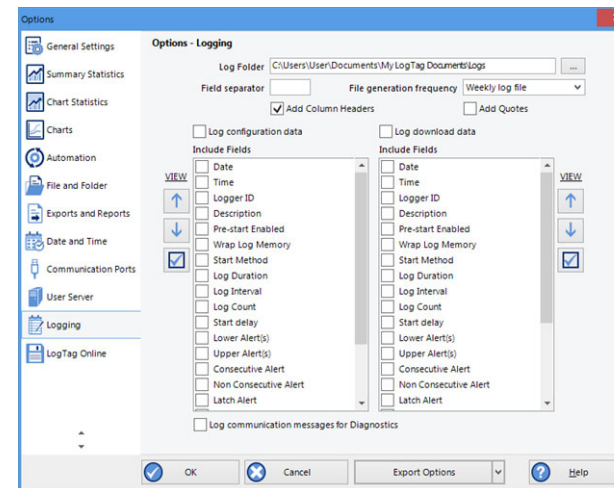 Options
General Settings
Summary Statistics
Chart Statistics
Charts
Automation
File and Folder
Exports and Reports
Date and Time
Communication Ports
User Server
Logging
LogTag Online
Options - Logging
Log Folder C:\Users\User\Documents\My LogTag Documents\Logs ...
Field separator File generation frequency Weekly log file
Add Column Headers Add Quotes
Log configuration data Log download data
Include Fields Include Fields
VIEW VIEW
Date Date
Time Time
Logger ID Logger ID
Description Description
Pre-start Enabled Pre-start Enabled
Wrap Log Memory Wrap Log Memory
Start Method Start Method
Log Duration Log Duration
Log Interval Log Interval
Log Count Log Count
Start delay Start delay
Lower Alert(s) Lower Alert(s)
Upper Alert(s) Upper Alert(s)
Consecutive Alert Consecutive Alert
Non Consecutive Alert Non Consecutive Alert
Latch Alert Latch Alert
Log communication messages for Diagnostics
OK Cancel Export Options Help